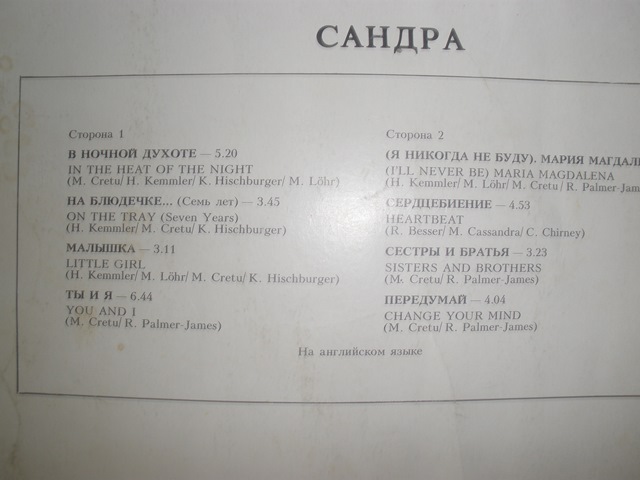 САНДРА
Сторона 1
В НОЧНОЙ ДУХОТЕ — 5.20
IN THE HEAT OF THE NIGHT
(M. Cretu/ H. Kemmler/ K. Hischburger/ M. Löhr)
НА БЛЮДЕЧКЕ... (Семь лет) — 3.45
ON THE TRAY (Seven Years)
(H. Kemmler/ M. Cretu/ K. Hischburger)
МАЛЫШКА — 3.11
LITTLE GIRL
(H. Kemmler/ M. Löhr/ M. Cretu/ K. Hischburger)
ТЫ И Я — 6.44
YOU AND I
(M. Cretu/ R. Palmer-James)
Сторона 2
(Я НИКОГДА НЕ БУДУ). МАРИЯ
(I'LL NEVER BE) MARIA MAGDALENA
(H. Kemmler/ M. Löhr/ M. Cretu/ R.
СЕРДЦЕБИЕНИЕ — 4.53
HEARTBEAT
(R. Besser/ M. Cassandra/ C. Chirney)
СЕСТРЫ И БРАТЬЯ — 3.23
SISTERS AND BROTHERS
(M. Cretu/ R. Palmer-James)
ПЕРЕДУМАЙ — 4.04
CHANGE YOUR MIND
(M. Cretu/ R. Palmer-James)
На английском языке